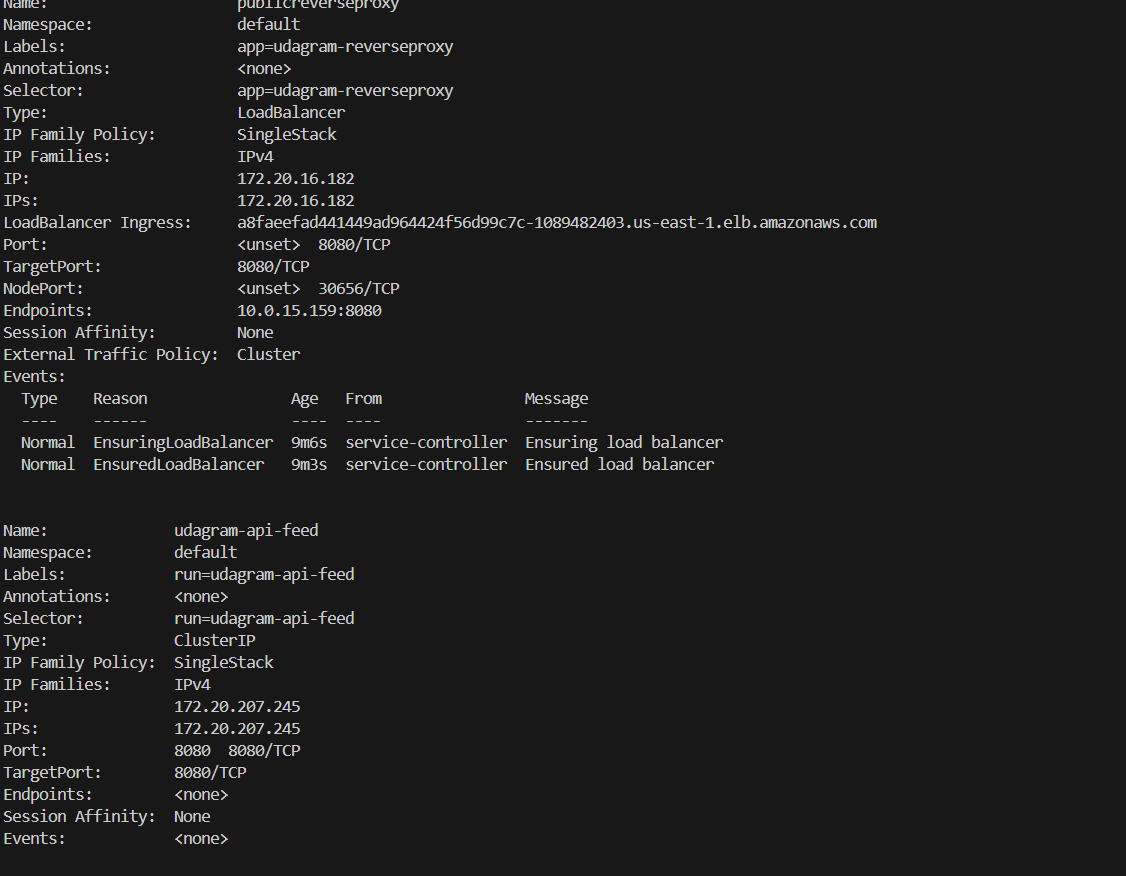 Name:                     publicreverseproxy
Namespace:                default
Labels:                   app=udagram-reverseproxy
Annotations:              <none>
Selector:                 app=udagram-reverseproxy
Type:                     LoadBalancer
IP Family Policy:         SingleStack
IP Families:              IPv4
IP:                       172.20.16.182
IPs:                      172.20.16.182
LoadBalancer Ingress:     a8faeefad441449ad964424f56d99c7c-1089482403.us-east-1.elb.amazonaws.com
Port:                     <unset>  8080/TCP
TargetPort:               8080/TCP
NodePort:                 <unset>  30656/TCP
Endpoints:                10.0.15.159:8080
Session Affinity:         None
External Traffic Policy:  Cluster
Events:
  Type    Reason                Age   From                Message
  ----    ------                ----  ----                -------
  Normal  EnsuringLoadBalancer  9m6s  service-controller  Ensuring load balancer
  Normal  EnsuredLoadBalancer   9m3s  service-controller  Ensured load balancer
Name:              udagram-api-feed
Namespace:         default
Labels:            run=udagram-api-feed
Annotations:       <none>
Selector:          run=udagram-api-feed
Type:              ClusterIP
IP Family Policy:  SingleStack
IP Families:       IPv4
IP:                172.20.207.245
IPs:               172.20.207.245
Port:              8080  8080/TCP
TargetPort:        8080/TCP
Endpoints:         <none>
Session Affinity:  None
Events:            <none>